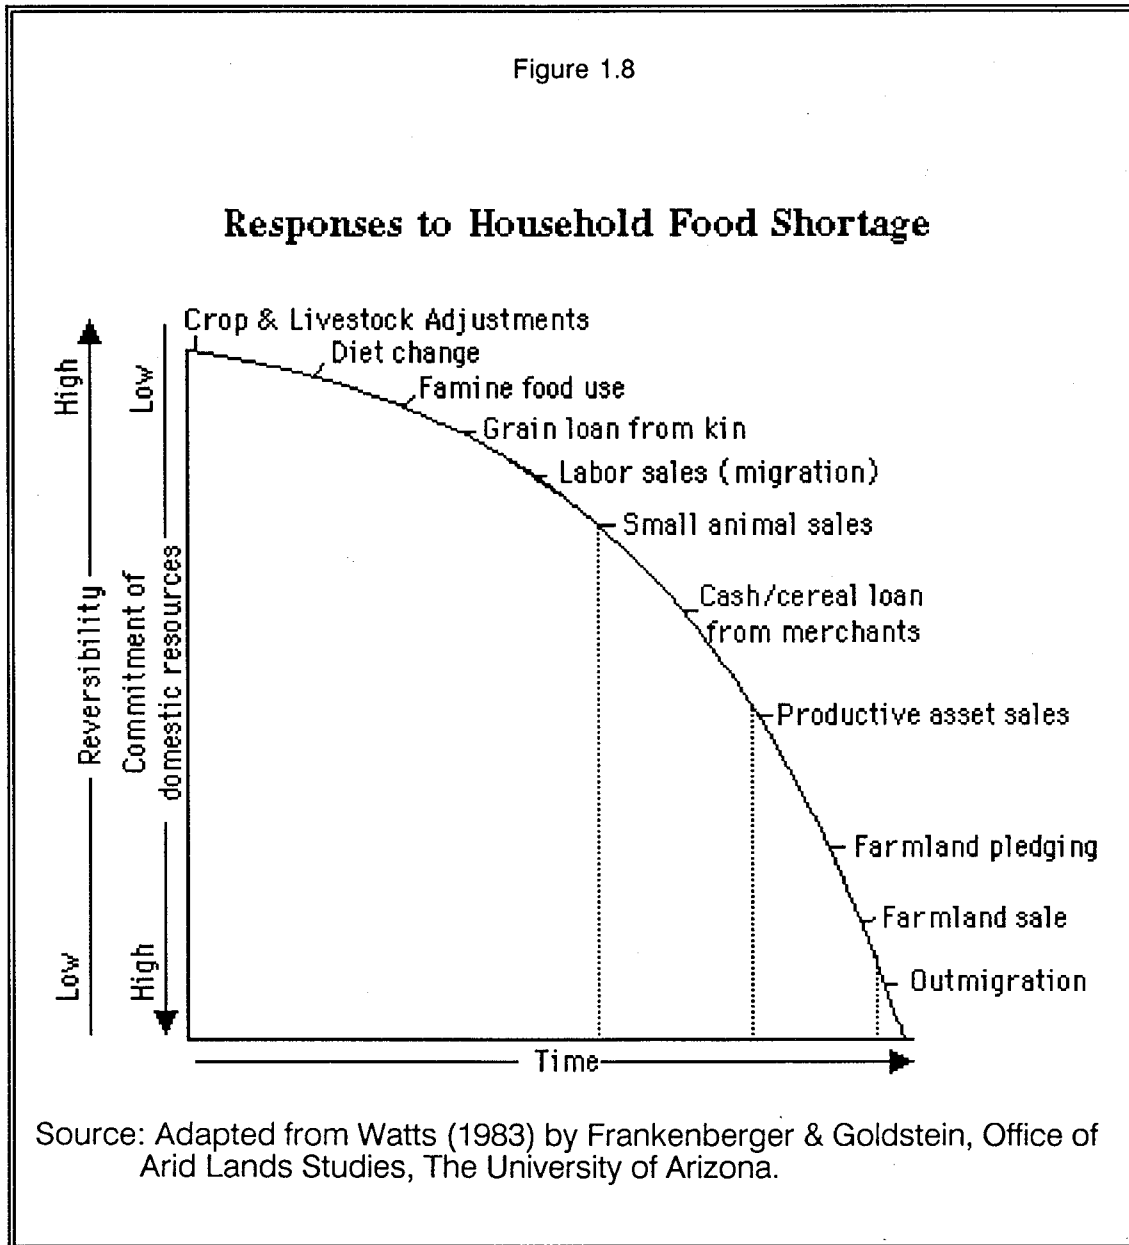 Figure 1.8
Responses to Household Food Shortage
High
Low
Reversibility
Low
Commitment of
domestic resources
High
Crop & Livestock Adjustments
Diet change
Famine food use
Grain loan from kin
Labor sales (migration)
Small animal sales
Cash/cereal loan
from merchants
Productive asset sales
Farmland pledging
Farmland sale
Outmigration
Time
Source: Adapted from Watts (1983) by Frankenberger & Goldstein, Office of
Arid Lands Studies, The University of Arizona.